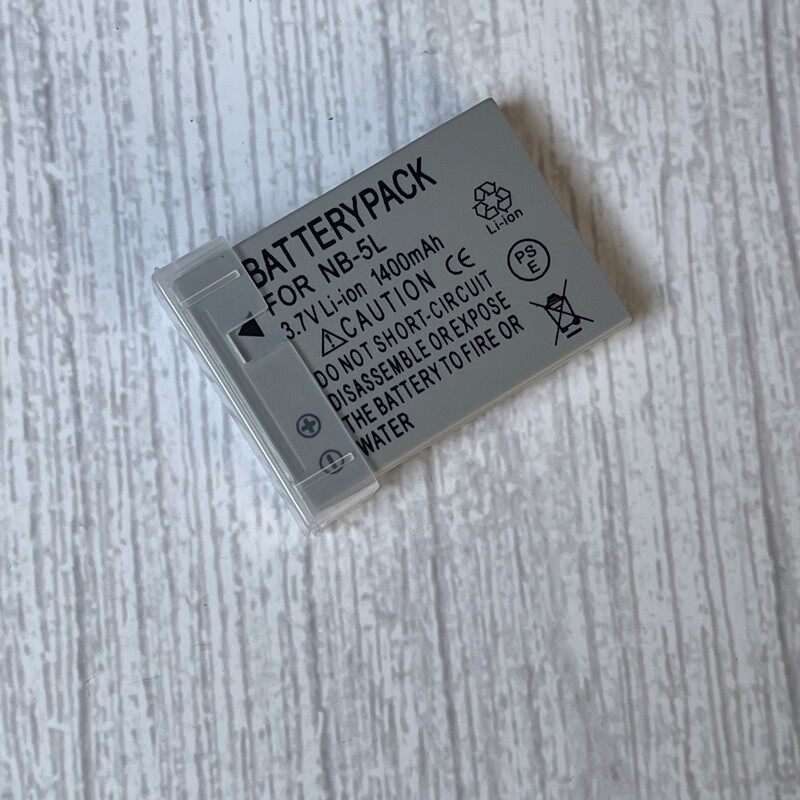 BATTERYPACK
FOR NB-5L
3.7V Li-ion 1400mAh
CAUTION CE
DO NOT SHORT-CIRCUIT
DISASSEMBLE OR EXPOSE
THE BATTERY TO FIRE OR
WATER
Li-ion
PS
E